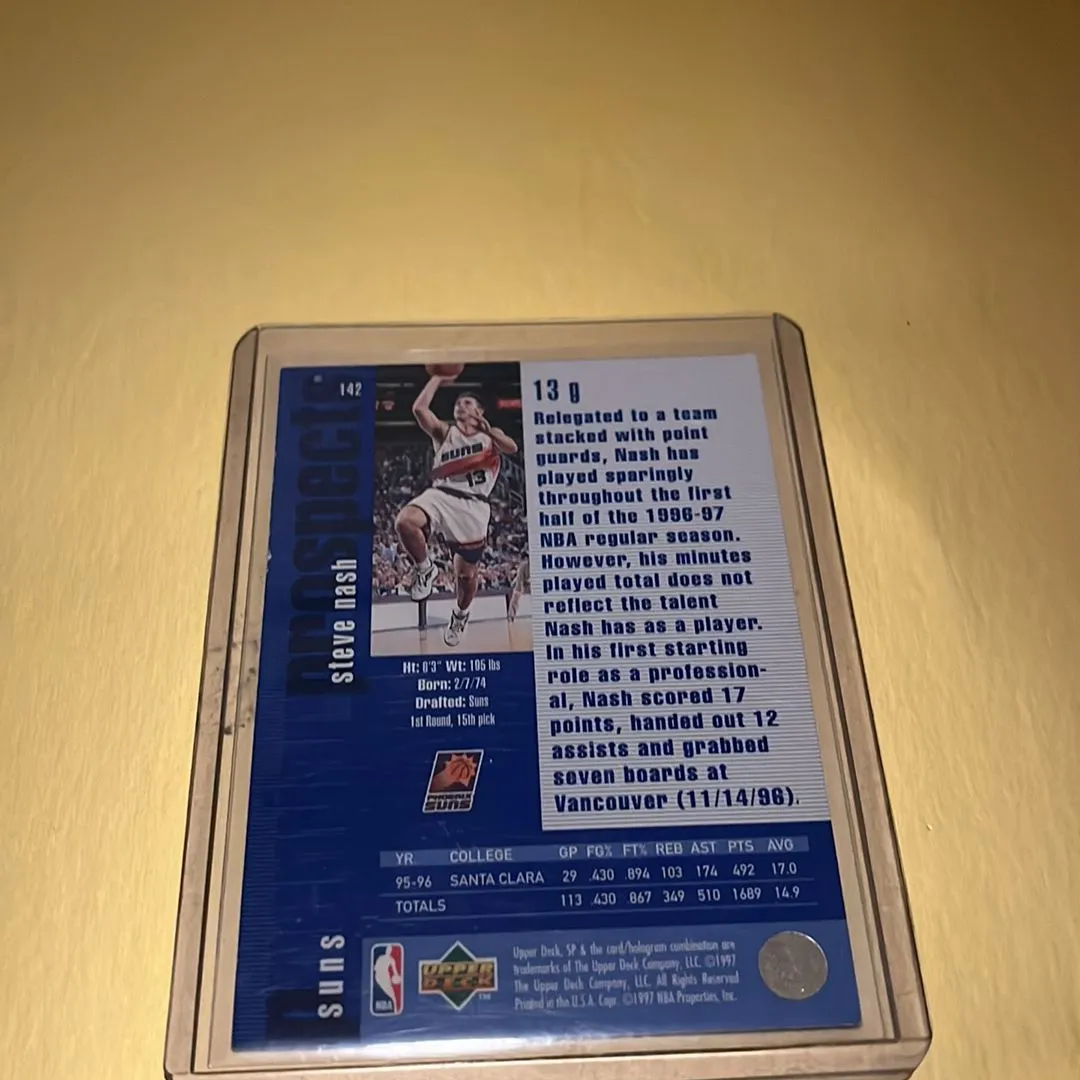 142
prospects
steve nash
suns
SUNS
13
13 g
Relegated to a team
stacked with point
guards, Nash has
played sparingly
throughout the first
half of the 1996-97
NBA regular season.
However, his minutes
played total does not
reflect the talent
Nash has as a player.
In his first starting
role as a profession-
al, Nash scored 17
points, handed out 12
assists and grabbed
seven boards at
Vancouver (11/14/96).
Ht: 6'3" Wt: 195 lbs
Born: 2/7/74
Drafted: Suns
1st Round, 15th pick
PHOENIX
SUNS
YR COLLEGE GP FG% FT% REB AST PTS AVG
95-96 SANTA CLARA 29 .430 .894 103 174 492 17.0
TOTALS 113 .430 .867 349 510 1689 14.9
NBA
UPPER
DECK
TM
Upper Deck, SP & the card/hologram combination are
trademarks of The Upper Deck Company, LLC. ©1997
The Upper Deck Company, LLC. All Rights Reserved
Printed in the U.S.A. Copr. ©1997 NBA Properties, Inc.